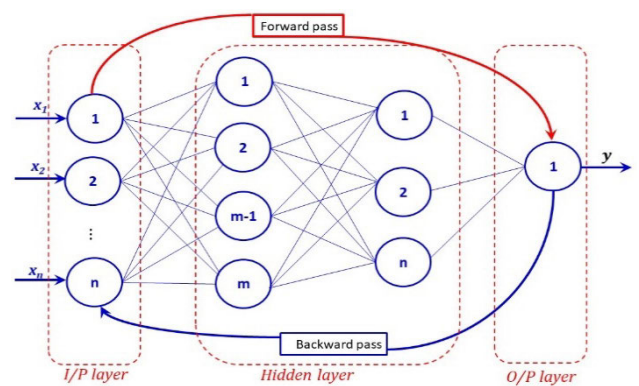 Forward pass
x1
1
1
1
2
x2
2
2
1
y
⋮
m-1
xn
n
m
n
Backward pass
I/P layer
Hidden layer
O/P layer